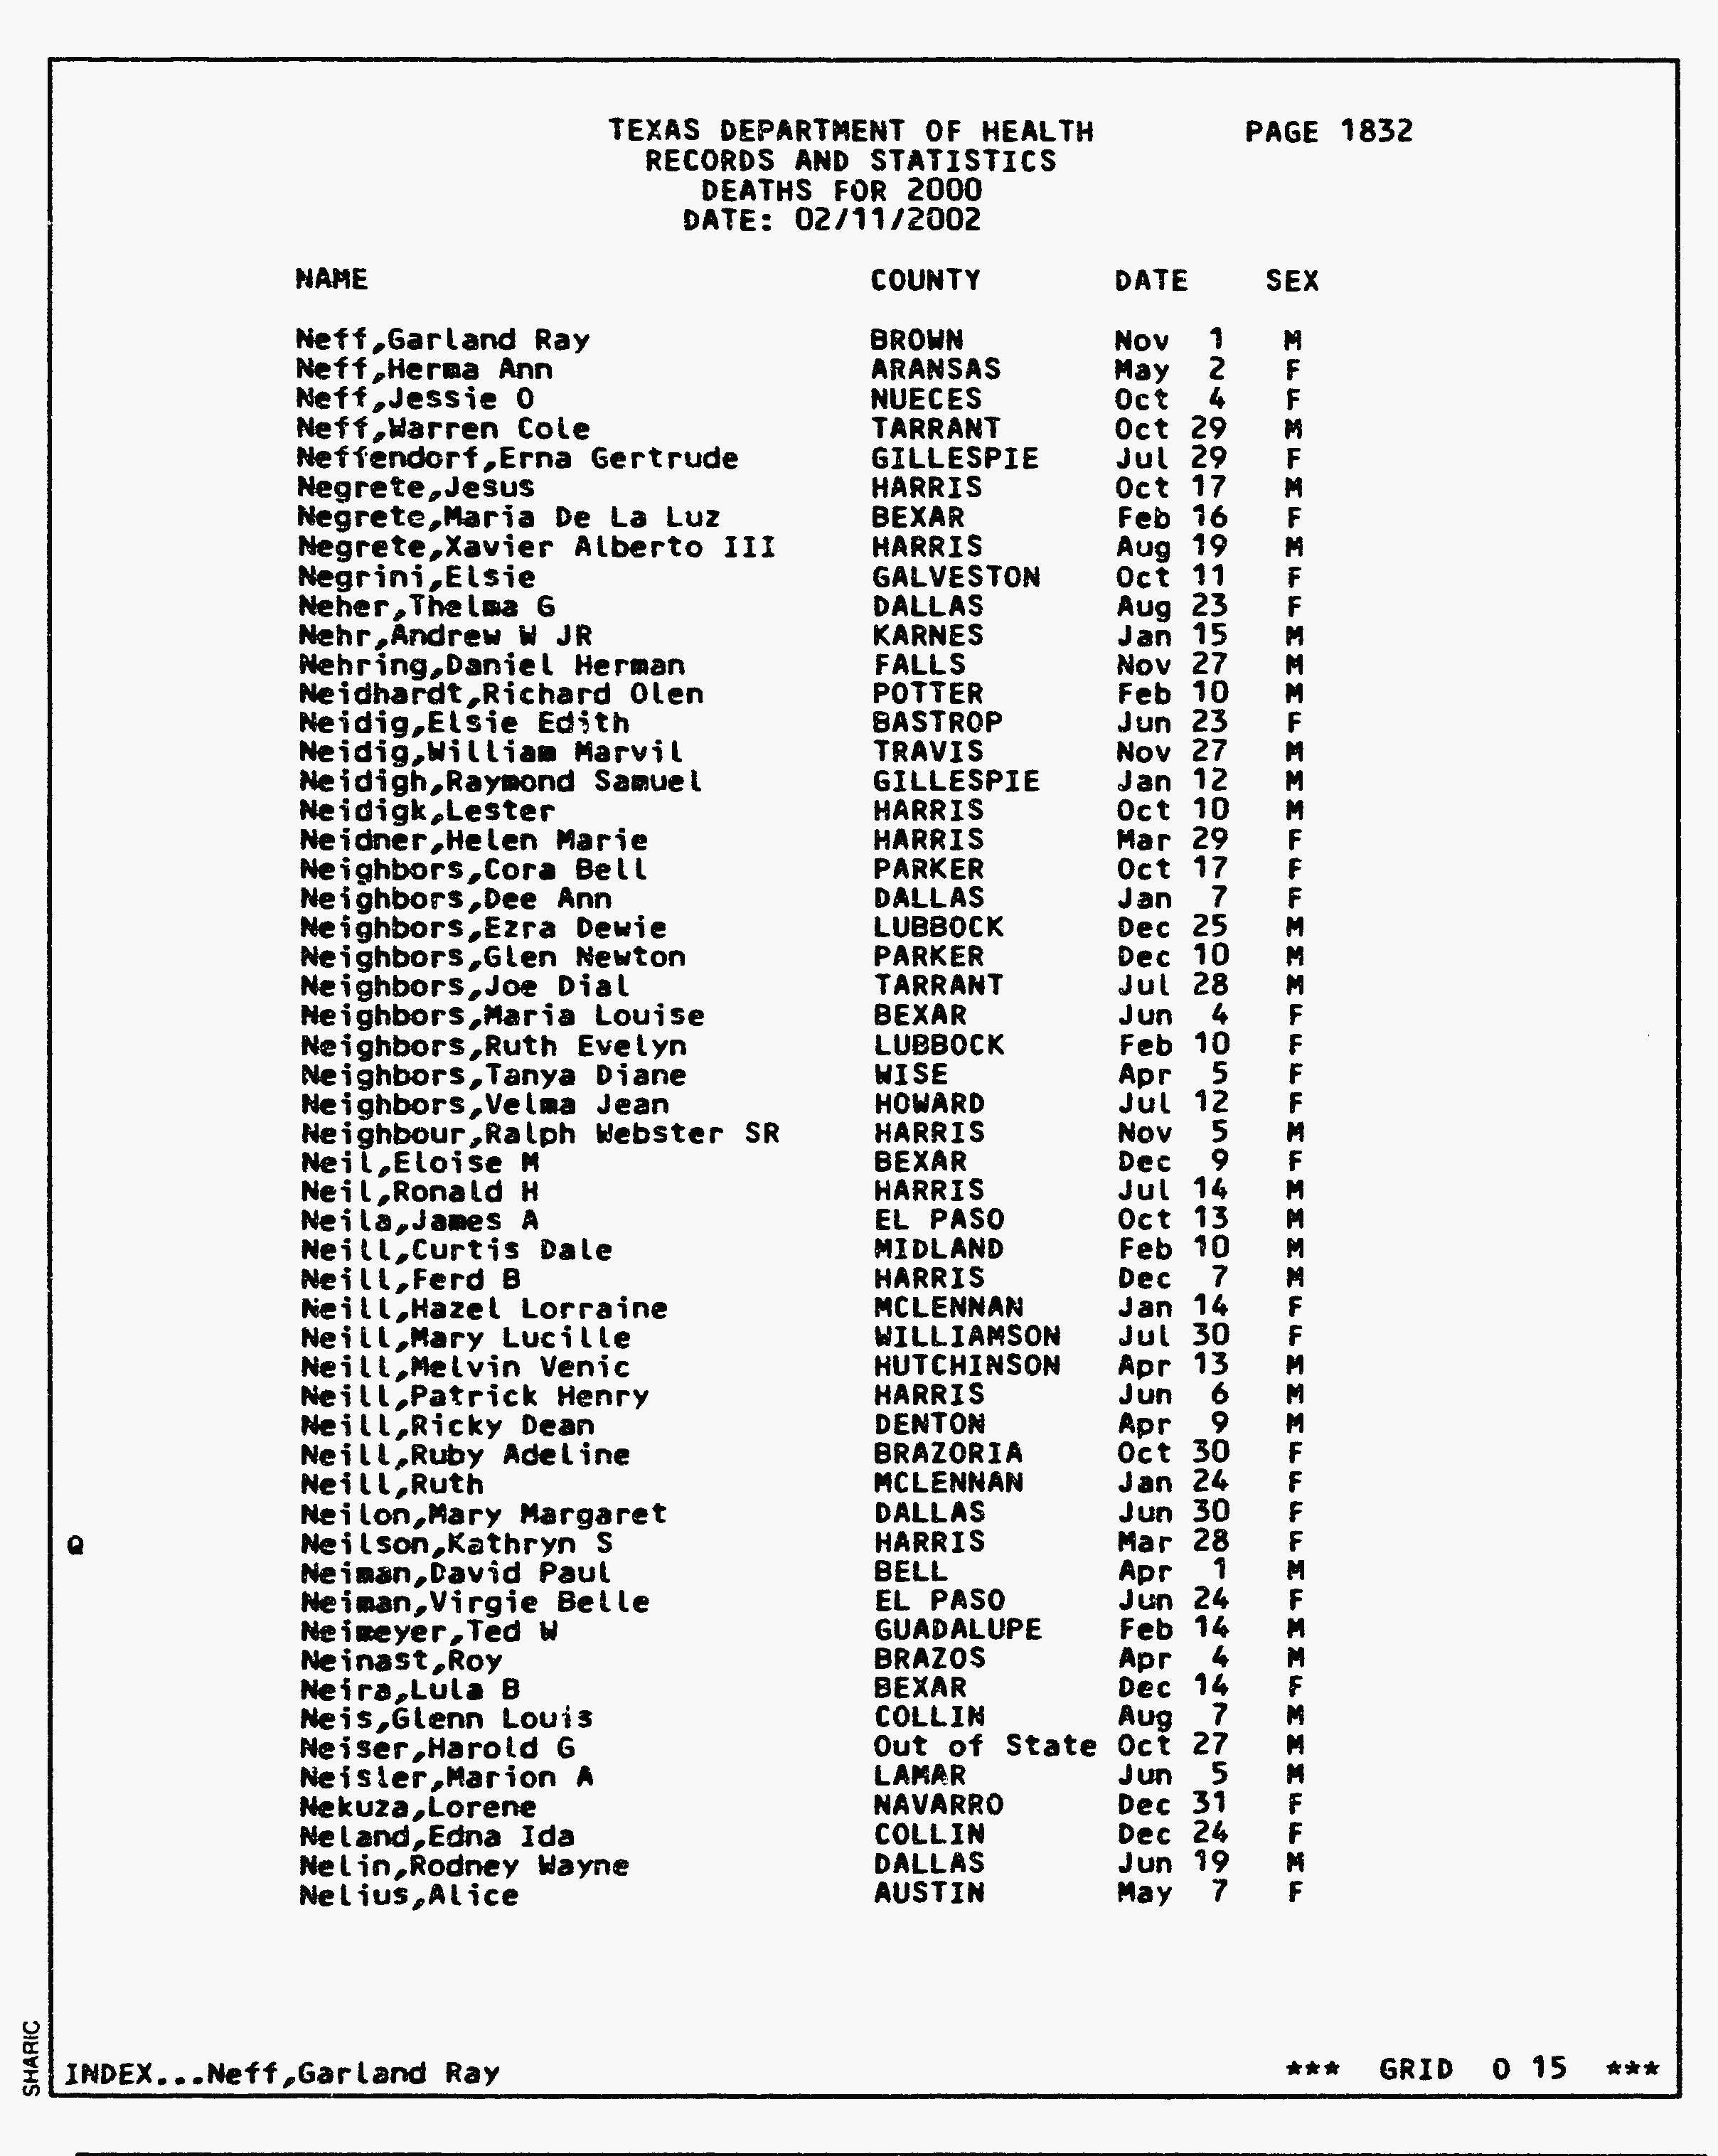 TEXAS DEPARTMENT OF HEALTH PAGE 1832
RECORDS AND STATISTICS
DEATHS FOR 2000
DATE: 02/11/2002
NAME COUNTY DATE SEX
Neff,Garland Ray BROWN Nov 1 M
Neff,Herma Ann ARANSAS May 2 F
Neff,Jessie O NUECES Oct 4 F
Neff,Warren Cole TARRANT Oct 29 M
Neffendorf,Erna Gertrude GILLESPIE Jul 29 F
Negrete,Jesus HARRIS Oct 17 M
Negrete,Maria De La Luz BEXAR Feb 16 F
Negrete,Xavier Alberto III HARRIS Aug 19 M
Negrini,Elsie GALVESTON Oct 11 F
Neher,Thelma G DALLAS Aug 23 F
Nehr,Andrew W JR KARNES Jan 15 M
Nehring,Daniel Herman FALLS Nov 27 M
Neidhardt,Richard Olen POTTER Feb 10 M
Neidig,Elsie Edith BASTROP Jun 23 F
Neidig,William Marvil TRAVIS Nov 27 M
Neidigh,Raymond Samuel GILLESPIE Jan 12 M
Neidigk,Lester HARRIS Oct 10 M
Neidner,Helen Marie HARRIS Mar 29 F
Neighbors,Cora Bell PARKER Oct 17 F
Neighbors,Dee Ann DALLAS Jan 7 F
Neighbors,Ezra Dewie LUBBOCK Dec 25 M
Neighbors,Glen Newton PARKER Dec 10 M
Neighbors,Joe Dial TARRANT Jul 28 M
Neighbors,Maria Louise BEXAR Jun 4 F
Neighbors,Ruth Evelyn LUBBOCK Feb 10 F
Neighbors,Tanya Diane WISE Apr 5 F
Neighbors,Velma Jean HOWARD Jul 12 F
Neighbour,Ralph Webster SR HARRIS Nov 5 M
Neil,Eloise M BEXAR Dec 9 F
Neil,Ronald H HARRIS Jul 14 M
Neila,James A EL PASO Oct 13 M
Neill,Curtis Dale MIDLAND Feb 10 M
Neill,Ferd B HARRIS Dec 7 M
Neill,Hazel Lorraine MCLENNAN Jan 14 F
Neill,Mary Lucille WILLIAMSON Jul 30 F
Neill,Melvin Venic HUTCHINSON Apr 13 M
Neill,Patrick Henry HARRIS Jun 6 M
Neill,Ricky Dean DENTON Apr 9 M
Neill,Ruby Adeline BRAZORIA Oct 30 F
Neill,Ruth MCLENNAN Jan 24 F
Neilon,Mary Margaret DALLAS Jun 30 F
Q Neilson,Kathryn S HARRIS Mar 28 F
Neiman,David Paul BELL Apr 1 M
Neiman,Virgie Belle EL PASO Jun 24 F
Neimeyer,Ted W GUADALUPE Feb 14 M
Neinast,Roy BRAZOS Apr 4 M
Neira,Lula B BEXAR Dec 14 F
Neis,Glenn Louis COLLIN Aug 7 M
Neiser,Harold G Out of State Oct 27 M
Neisler,Marion A LAMAR Jun 5 M
Nekuza,Lorene NAVARRO Dec 31 F
Neland,Edna Ida COLLIN Dec 24 F
Nelin,Rodney Wayne DALLAS Jun 19 M
Nelius,Alice AUSTIN May 7 F
SHARIC
INDEX...Neff,Garland Ray *** GRID O 15 ***